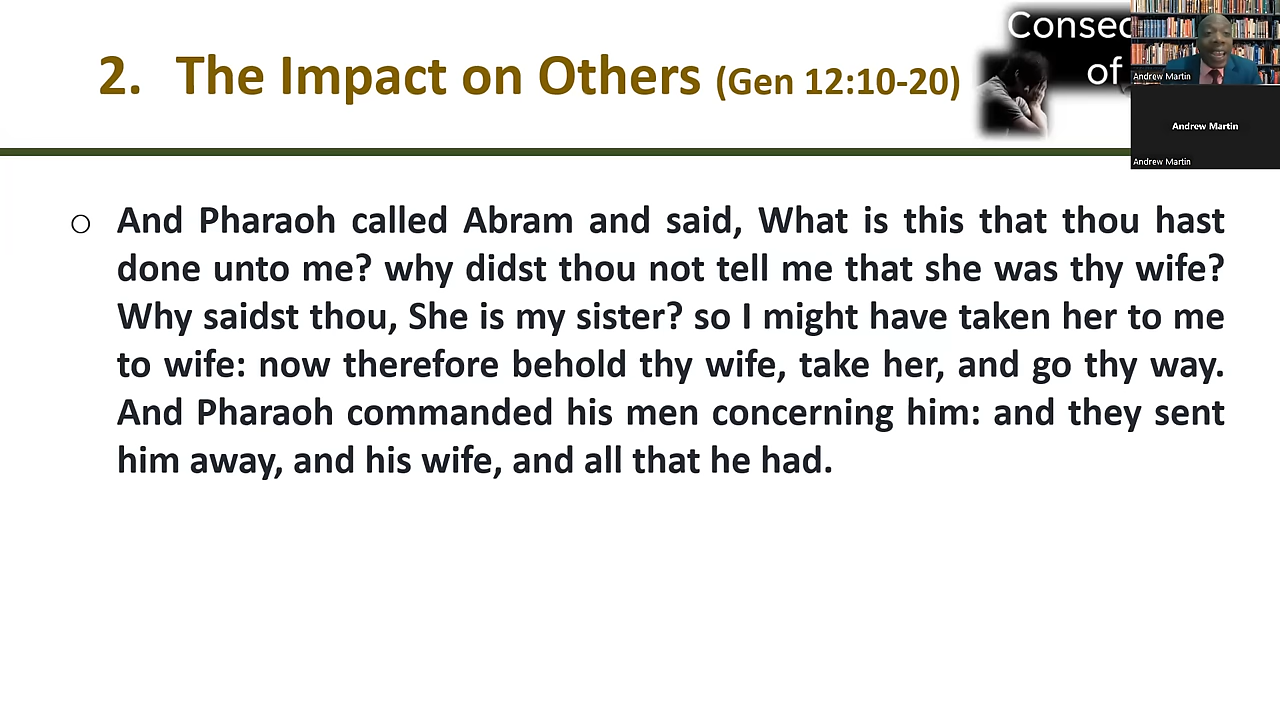 2. The Impact on Others (Gen 12:10-20)
of
Andrew Martin
Andrew Martin
Andrew Martin
○ And Pharaoh called Abram and said, What is this that thou hast
done unto me? why didst thou not tell me that she was thy wife?
Why saidst thou, She is my sister? so I might have taken her to me
to wife: now therefore behold thy wife, take her, and go thy way.
And Pharaoh commanded his men concerning him: and they sent
him away, and his wife, and all that he had.